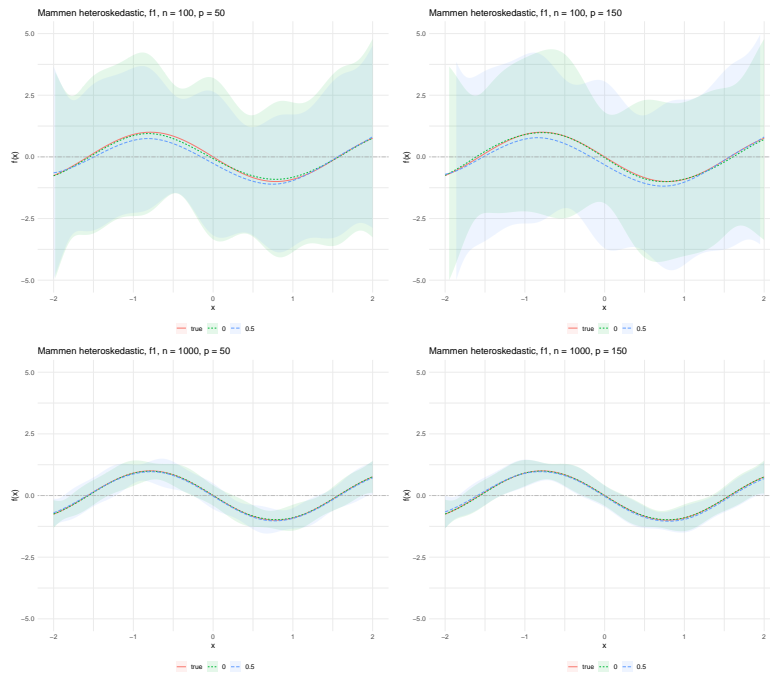 Mammen heteroskedastic, f1, n = 100, p = 50
5.0
2.5
0.0
−2.5
−5.0
f(x)
−2 −1 0 1 2
x
true 0 0.5
Mammen heteroskedastic, f1, n = 100, p = 150
5.0
2.5
0.0
−2.5
−5.0
f(x)
−2 −1 0 1 2
x
true 0 0.5
Mammen heteroskedastic, f1, n = 1000, p = 50
5.0
2.5
0.0
−2.5
−5.0
f(x)
−2 −1 0 1 2
x
true 0 0.5
Mammen heteroskedastic, f1, n = 1000, p = 150
5.0
2.5
0.0
−2.5
−5.0
f(x)
−2 −1 0 1 2
x
true 0 0.5